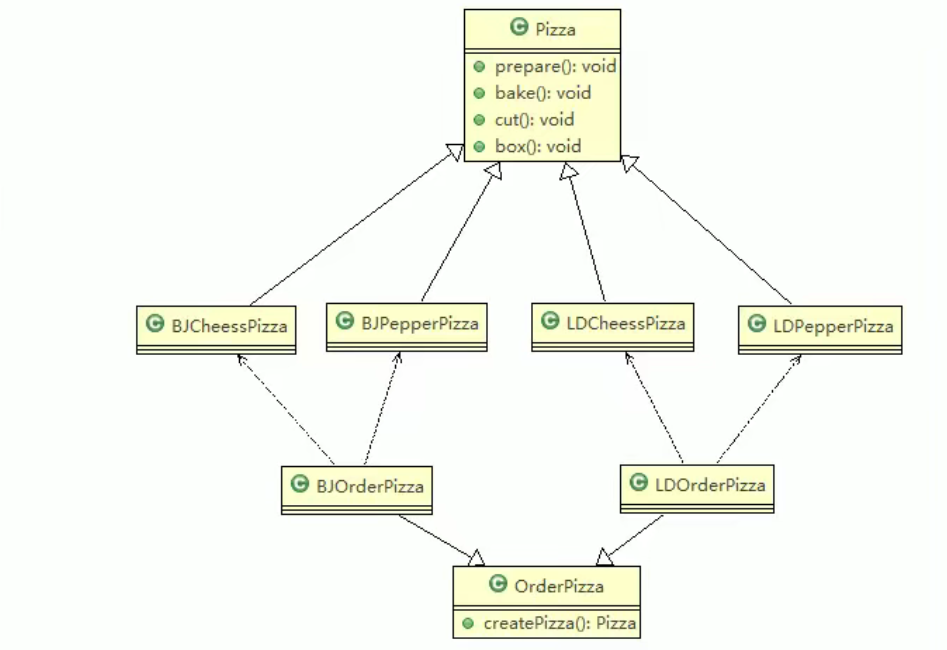 Pizza
prepare(): void
bake(): void
cut(): void
box(): void
BJCheessPizza
BJPepperPizza
LDCheessPizza
LDPepperPizza
BJOrderPizza
LDOrderPizza
OrderPizza
createPizza(): Pizza